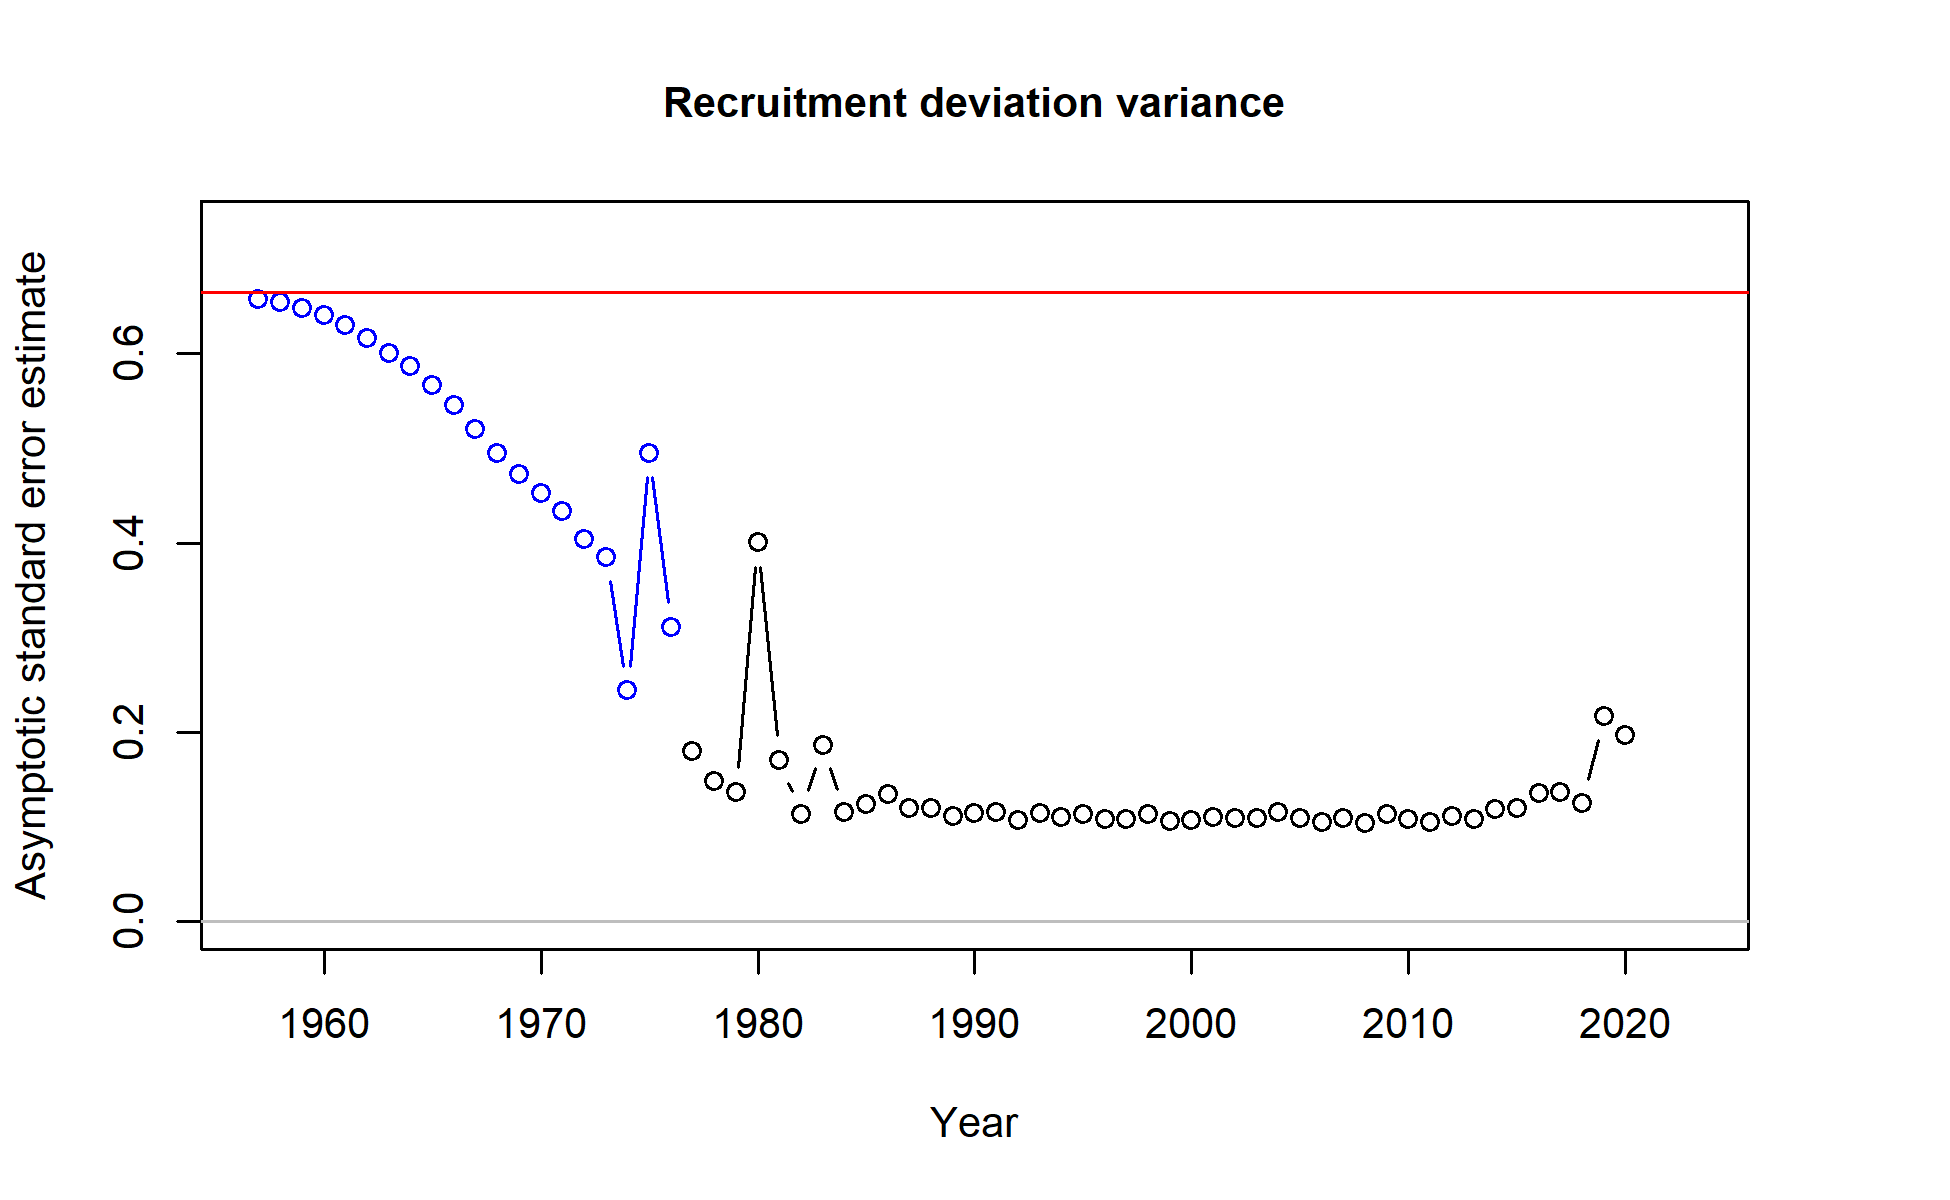 Recruitment deviation variance
Asymptotic standard error estimate
0.6
0.4
0.2
0.0
1960 1970 1980 1990 2000 2010 2020
Year